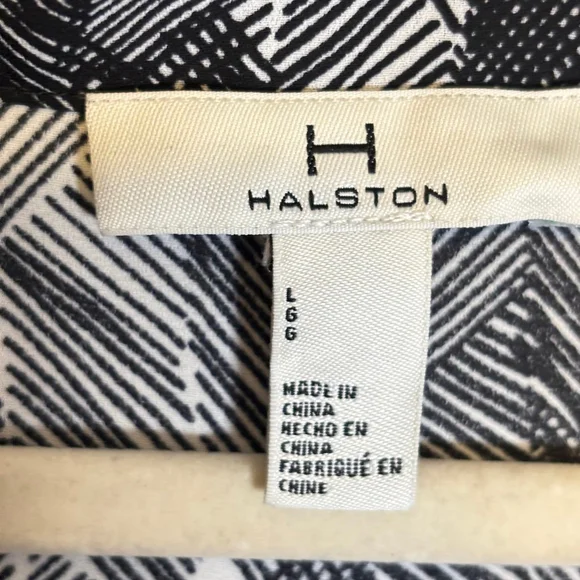 H
HALSTON
L
G
G
MADE IN
CHINA
HECHO EN
CHINA
FABRIQUÉ EN
CHINE